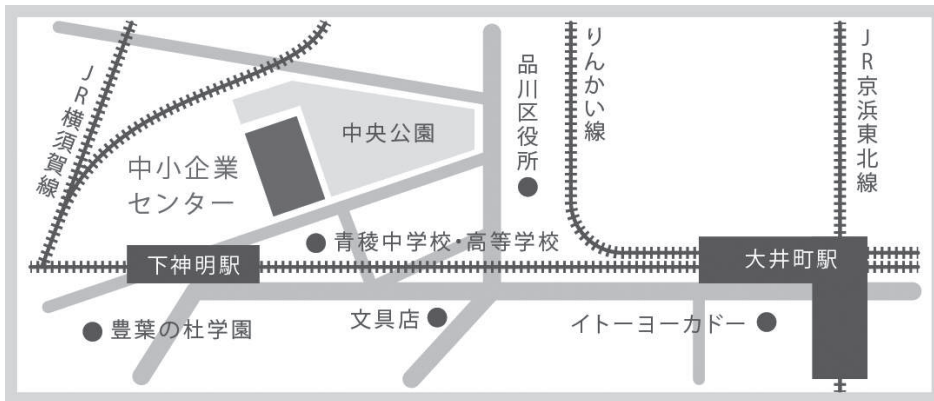 JR横須賀線
中小企業
センター
中央公園
品川区役所
りんかい線
JR京浜東北線
青稜中学校・高等学校
下神明駅
大井町駅
豊葉の杜学園
文具店
イトーヨーカドー